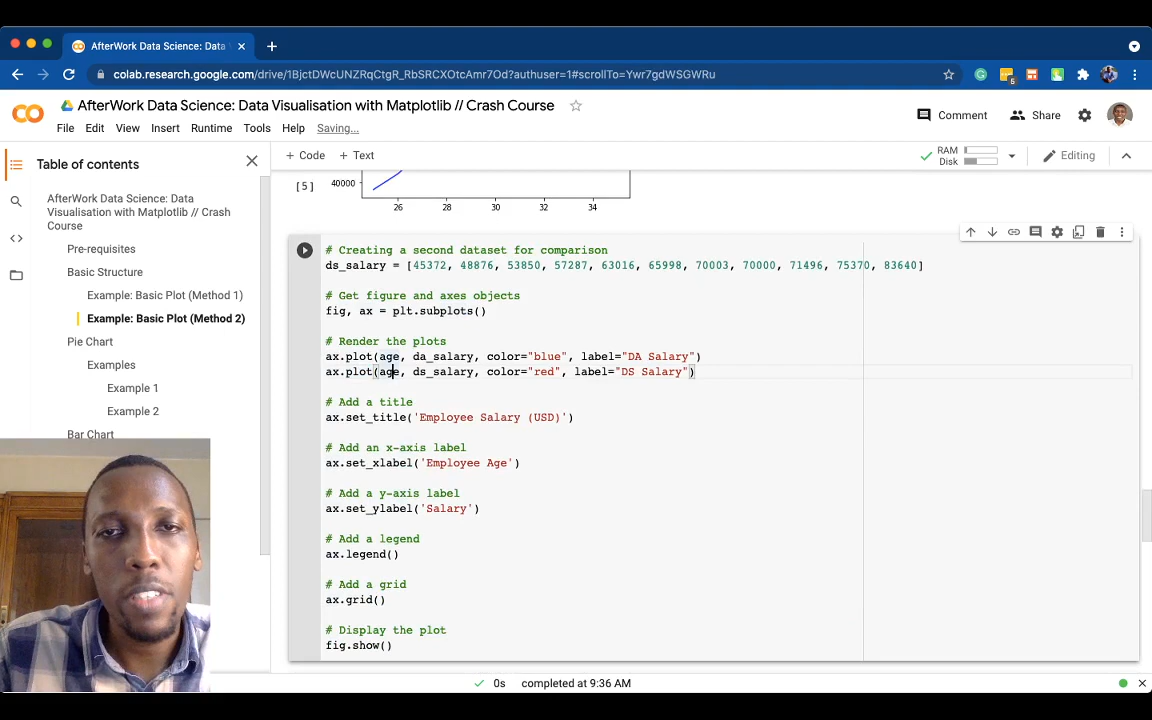 AfterWork Data Science: Data
colab.research.google.com/drive/1BjctDWcUNZRqCtgR_RbSRCXOtcAmr7Od?authuser=1#scrollTo=Ywr7gdWSGWRu
6
AfterWork Data Science: Data Visualisation with Matplotlib // Crash Course
File Edit View Insert Runtime Tools Help Saving...
Comment Share
+ Code + Text
RAM
Disk
Editing
Table of contents
AfterWork Data Science: Data
Visualisation with Matplotlib // Crash
Course
Pre-requisites
Basic Structure
Example: Basic Plot (Method 1)
Example: Basic Plot (Method 2)
Pie Chart
Examples
Example 1
Example 2
Bar Chart
[5]
40000
26 28 30 32 34
# Creating a second dataset for comparison
ds_salary = [45372, 48876, 53850, 57287, 63016, 65998, 70003, 70000, 71496, 75370, 83640]
# Get figure and axes objects
fig, ax = plt.subplots()
# Render the plots
ax.plot(age, da_salary, color="blue", label="DA Salary")
ax.plot(age, ds_salary, color="red", label="DS Salary")
# Add a title
ax.set_title('Employee Salary (USD)')
# Add an x-axis label
ax.set_xlabel('Employee Age')
# Add a y-axis label
ax.set_ylabel('Salary')
# Add a legend
ax.legend()
# Add a grid
ax.grid()
# Display the plot
fig.show()
0s completed at 9:36 AM